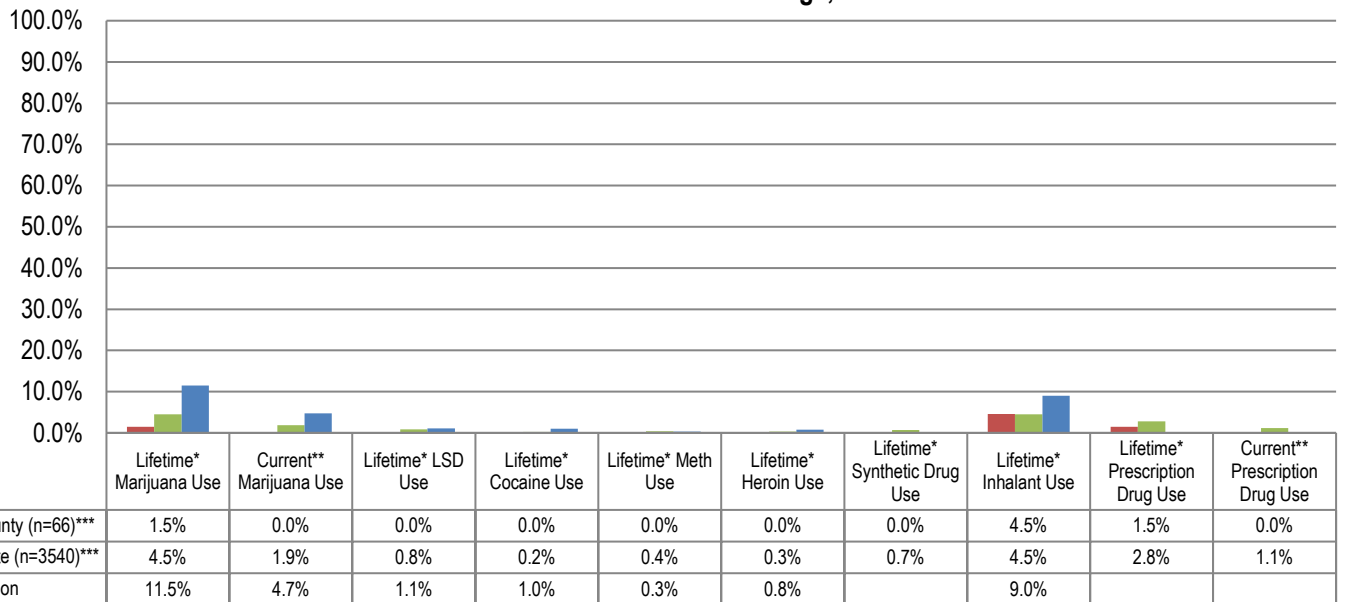 100.0%
90.0%
80.0%
70.0%
60.0%
50.0%
40.0%
30.0%
20.0%
10.0%
0.0%
Lifetime* Marijuana Use
Current** Marijuana Use
Lifetime* LSD Use
Lifetime* Cocaine Use
Lifetime* Meth Use
Lifetime* Heroin Use
Lifetime* Synthetic Drug Use
Lifetime* Inhalant Use
Lifetime* Prescription Drug Use
Current** Prescription Drug Use
(n=66)*** 1.5% 0.0% 0.0% 0.0% 0.0% 0.0% 0.0% 4.5% 1.5% 0.0%
(n=3540)*** 4.5% 1.9% 0.8% 0.2% 0.4% 0.3% 0.7% 4.5% 2.8% 1.1%
11.5% 4.7% 1.1% 1.0% 0.3% 0.8% 9.0%